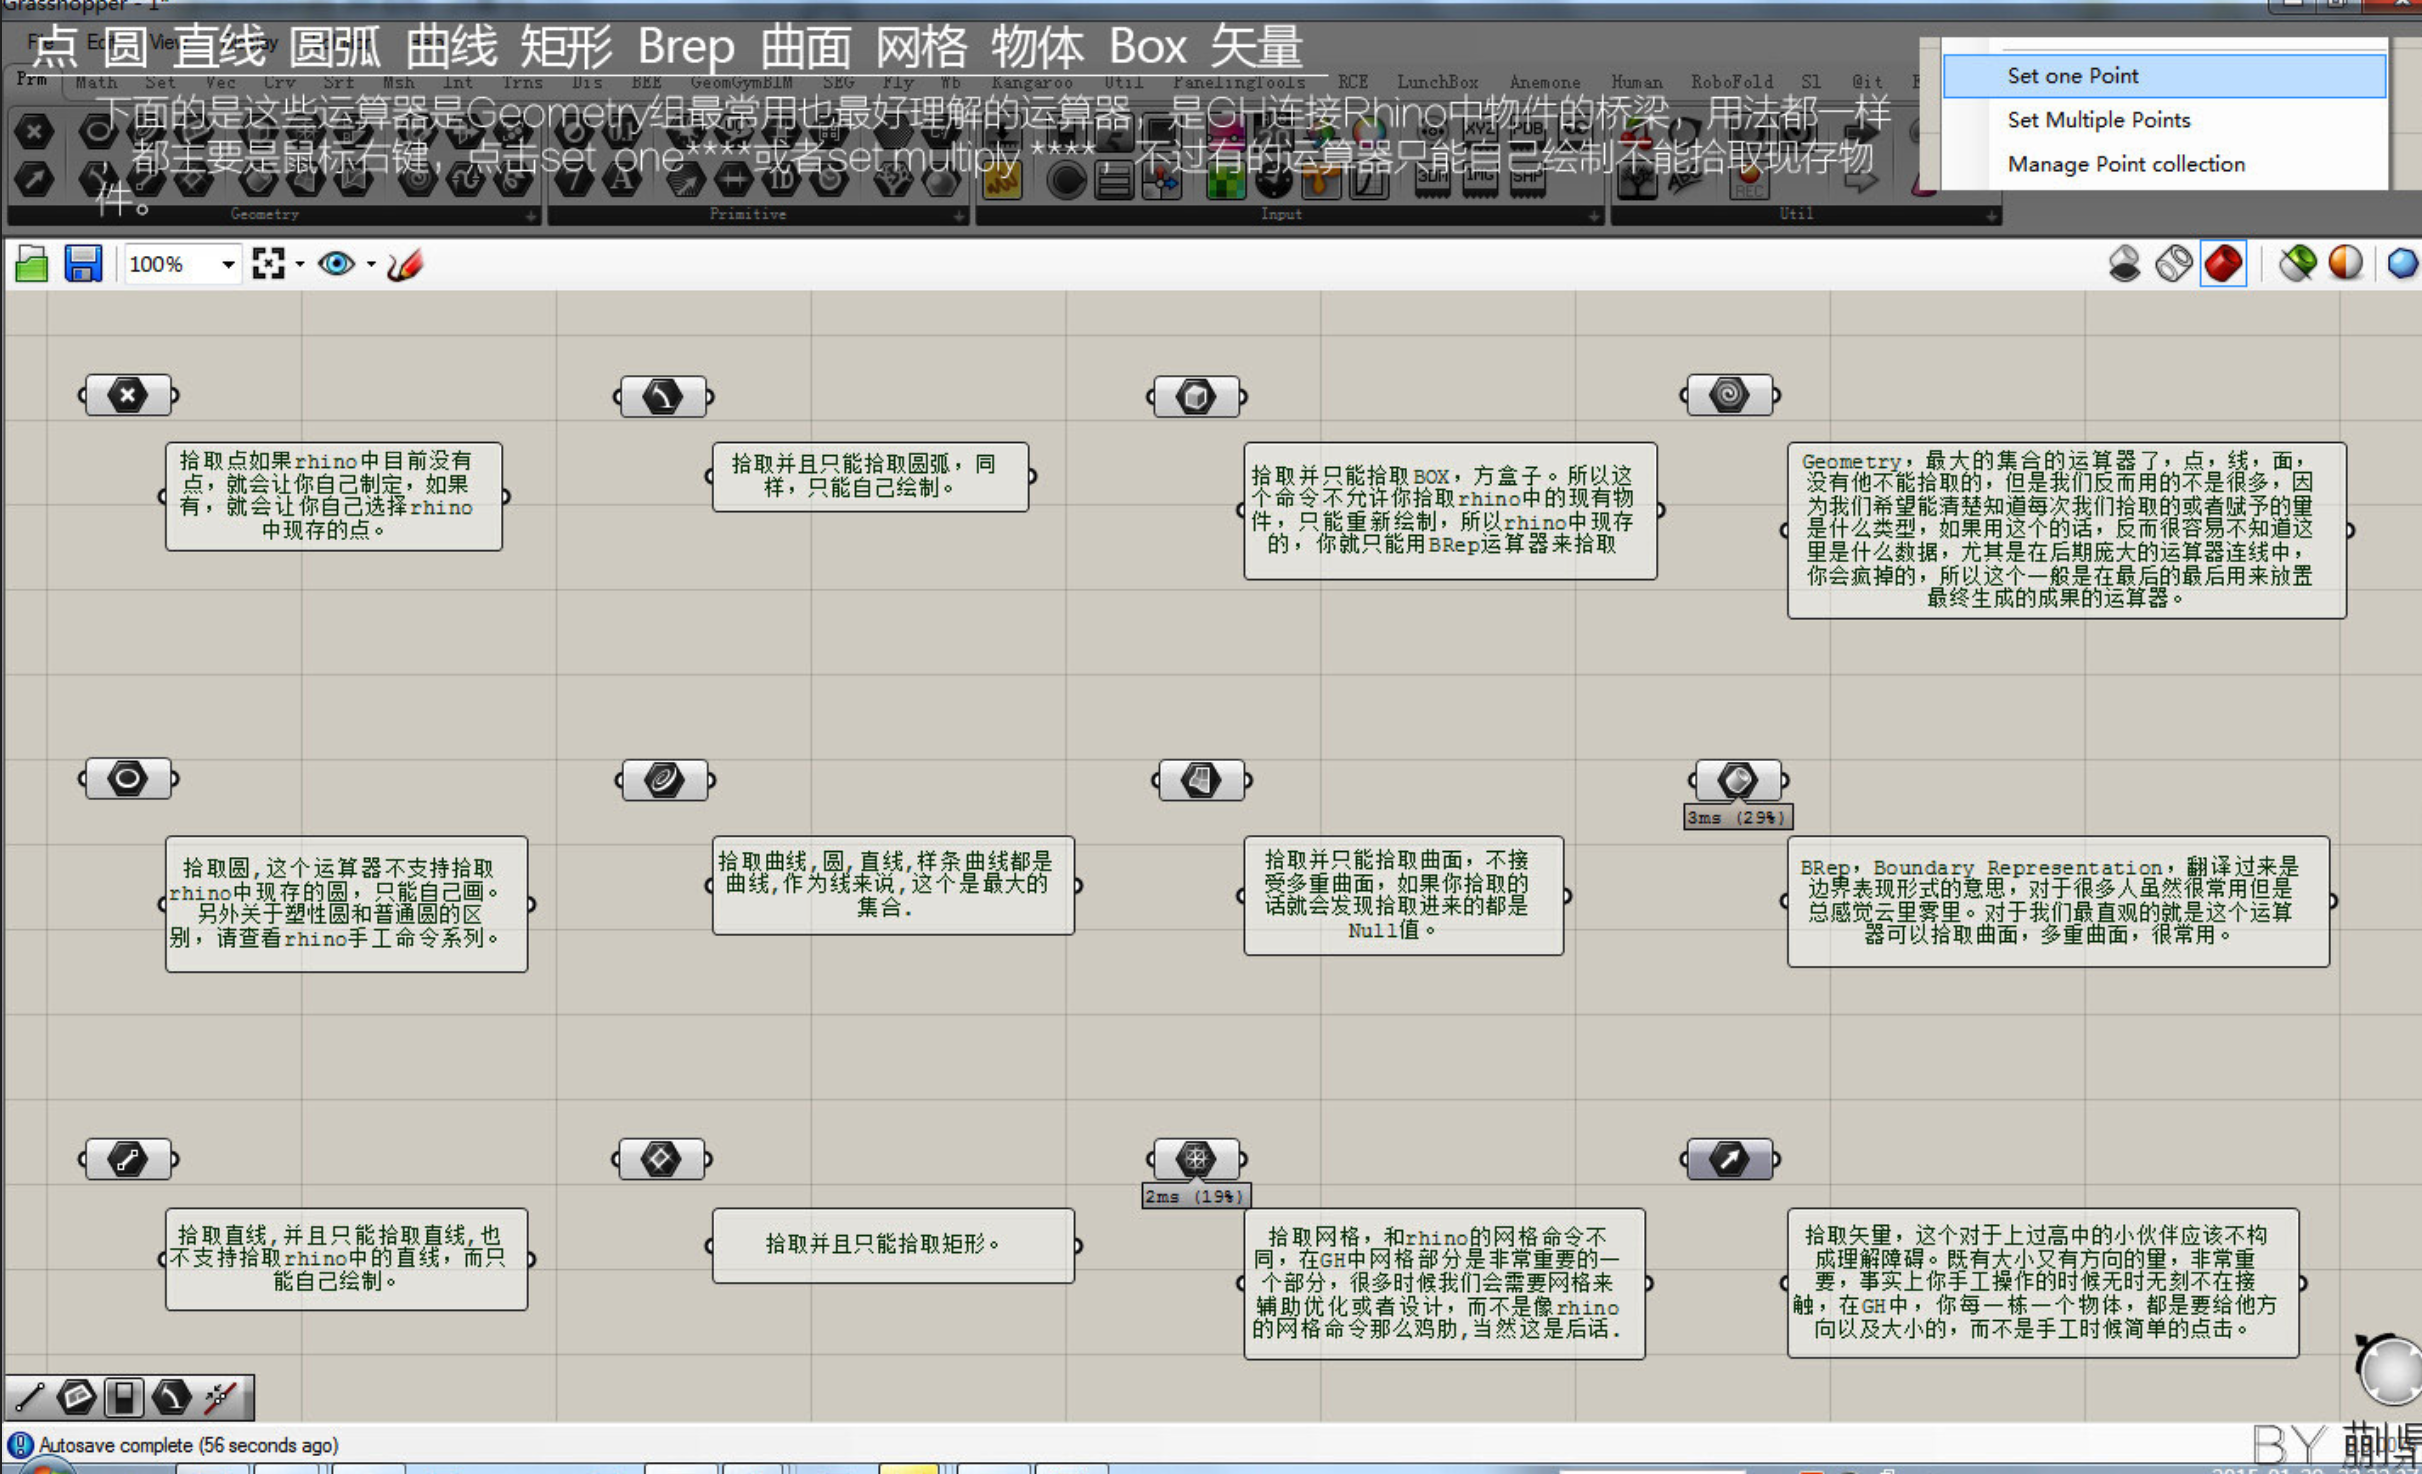 Grasshopper - 1*
点 圆 直线 圆弧 曲线 矩形 Brep 曲面 网格 物体 Box 矢量
Prm Math Set Vec Crv Srf Msh Int Trns Dis BEE GeomGymBIM SEG Fly Wb Kangaroo Util PanelingTools RCE LunchBox Anemone Human RoboFold Sl @it
下面的是这些运算器是Geometry组最常用也最好理解的运算器，是GH连接Rhino中物件的桥梁，用法都一样
，都主要是鼠标右键，点击set one****或者set multiply ****，不过有的运算器只能自己绘制不能拾取现存物
件。
Geometry
Primitive
Input
Util
Set one Point
Set Multiple Points
Manage Point collection
100%
拾取点如果rhino中目前没有
点，就会让你自己制定，如果
有，就会让你自己选择rhino
中现存的点。
拾取并且只能拾取圆弧，同
样，只能自己绘制。
拾取并只能拾取BOX，方盒子。所以这
个命令不允许你拾取rhino中的现有物
件，只能重新绘制，所以rhino中现存
的，你就只能用BRep运算器来拾取
Geometry，最大的集合的运算器了，点，线，面，
没有他不能拾取的，但是我们反而用的不是很多，因
为我们希望能清楚知道每次我们拾取的或者赋予的量
是什么类型，如果用这个的话，反而很容易不知道这
里是什么数据，尤其是在后期庞大的运算器连线中，
你会疯掉的，所以这个一般是在最后的最后用来放置
最终生成的成果的运算器。
3ms (29%)
拾取圆,这个运算器不支持拾取
rhino中现存的圆，只能自己画。
另外关于塑性圆和普通圆的区
别，请查看rhino手工命令系列。
拾取曲线,圆,直线,样条曲线都是
曲线,作为线来说,这个是最大的
集合.
拾取并只能拾取曲面，不接
受多重曲面，如果你拾取的
话就会发现拾取进来的都是
Null值。
BRep，Boundary Representation，翻译过来是
边界表现形式的意思，对于很多人虽然很常用但是
总感觉云里雾里。对于我们最直观的就是这个运算
器可以拾取曲面，多重曲面，很常用。
2ms (19%)
拾取直线,并且只能拾取直线,也
不支持拾取rhino中的直线，而只
能自己绘制。
拾取并且只能拾取矩形。
拾取网格，和rhino的网格命令不
同，在GH中网格部分是非常重要的一
个部分，很多时候我们会需要网格来
辅助优化或者设计，而不是像rhino
的网格命令那么鸡肋,当然这是后话.
拾取矢量，这个对于上过高中的小伙伴应该不构
成理解障碍。既有大小又有方向的量，非常重
要，事实上你手工操作的时候无时无刻不在接
触，在GH中，你每一栋一个物体，都是要给他方
向以及大小的，而不是手工时候简单的点击。
Autosave complete (56 seconds ago)
BY